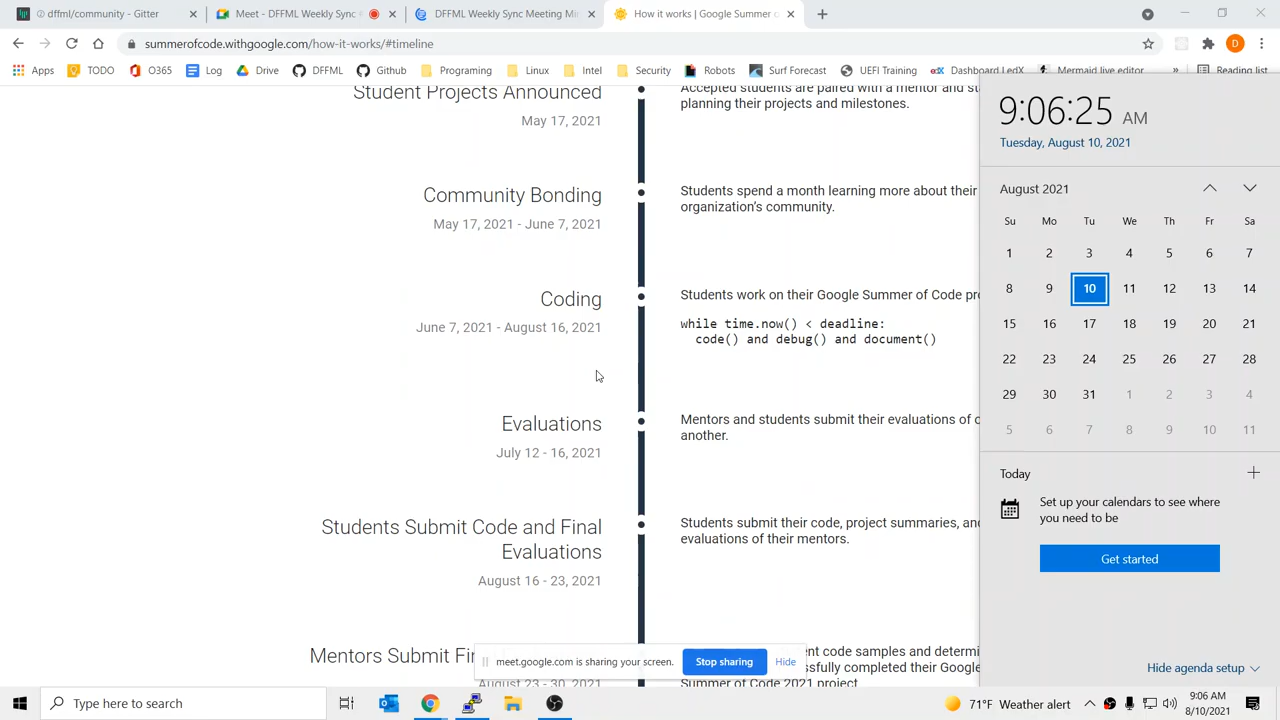 dffml/community - Gitter
Meet - DFFML Weekly Sync
DFFML Weekly Sync Meeting Mi
How it works | Google Summer o
summerofcode.withgoogle.com/how-it-works/#timeline
Apps
TODO
O365
Log
Drive
DFFML
Github
Programing
Linux
Intel
Security
Robots
Surf Forecast
UEFI Training
Dashboard LedX
Mermaid live editor
»
Reading list
Student Projects Announced
May 17, 2021
Accepted students are paired with a mentor and st
planning their projects and milestones.
Community Bonding
May 17, 2021 - June 7, 2021
Students spend a month learning more about their
organization's community.
Coding
June 7, 2021 - August 16, 2021
Students work on their Google Summer of Code pr
while time.now() < deadline:
code() and debug() and document()
Evaluations
July 12 - 16, 2021
Mentors and students submit their evaluations of o
another.
Students Submit Code and Final
Evaluations
August 16 - 23, 2021
Students submit their code, project summaries, and
evaluations of their mentors.
Mentors Submit Fi
August 23 - 30, 2021
ent code samples and determi
ssfully completed their Google
Summer of Code 2021 project.
meet.google.com is sharing your screen.
Stop sharing
Hide
9:06:25 AM
Tuesday, August 10, 2021
August 2021
Su Mo Tu We Th Fr Sa
1 2 3 4 5 6 7
8 9 10 11 12 13 14
15 16 17 18 19 20 21
22 23 24 25 26 27 28
29 30 31 1 2 3 4
5 6 7 8 9 10 11
Today
Set up your calendars to see where
you need to be
Get started
Hide agenda setup
Type here to search
71°F Weather alert
9:06 AM
8/10/2021